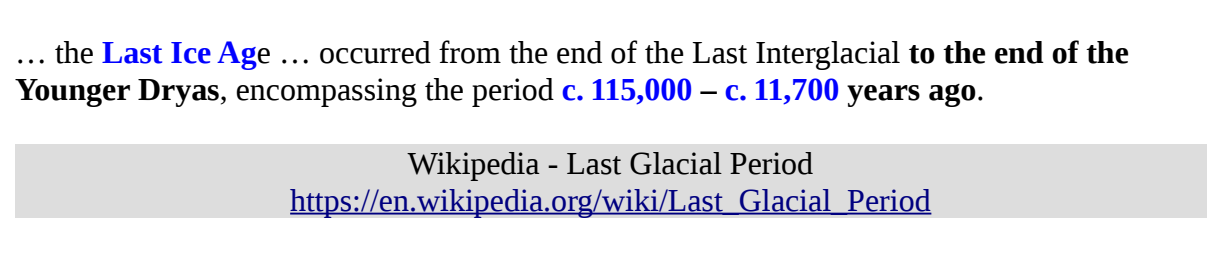 … the Last Ice Age … occurred from the end of the Last Interglacial to the end of the
Younger Dryas, encompassing the period c. 115,000 – c. 11,700 years ago.
Wikipedia - Last Glacial Period
https://en.wikipedia.org/wiki/Last_Glacial_Period